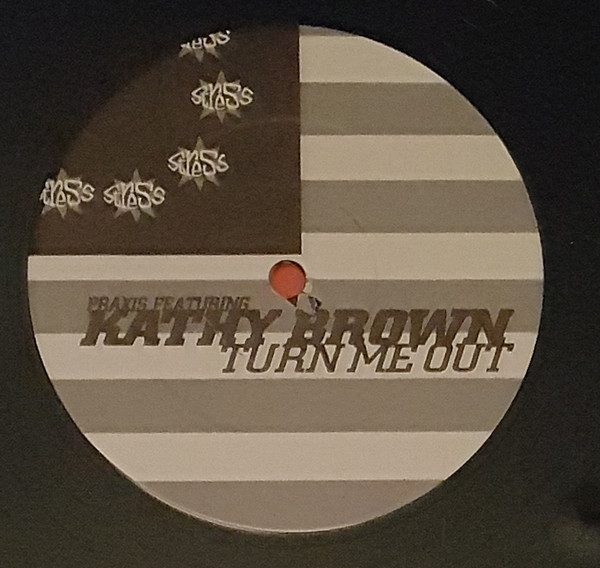 stress
stress
stress
stress
stress
PRAXIS FEATURING
KATHY BROWN
TURN ME OUT